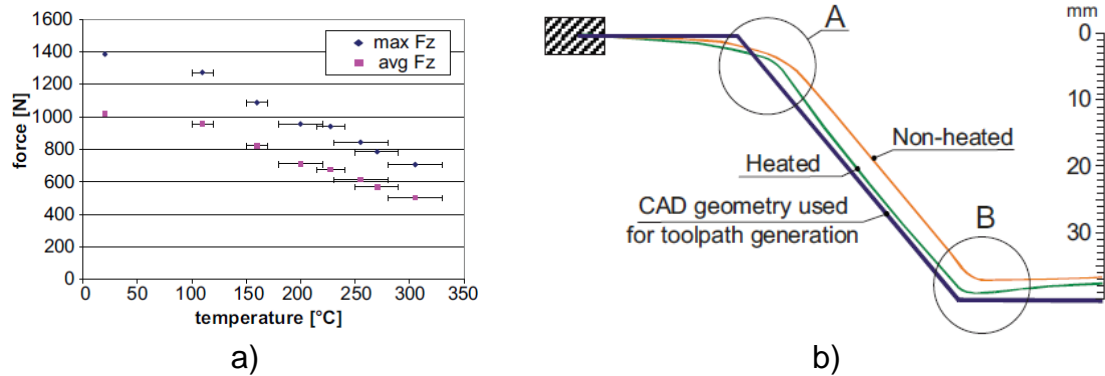 1600
1400
1200
1000
800
600
400
200
0
force [N]
max Fz
avg Fz
0 50 100 150 200 250 300 350
temperature [°C]
a)
A
mm
0
10
20
30
Non-heated
Heated
CAD geometry used
for toolpath generation
B
b)